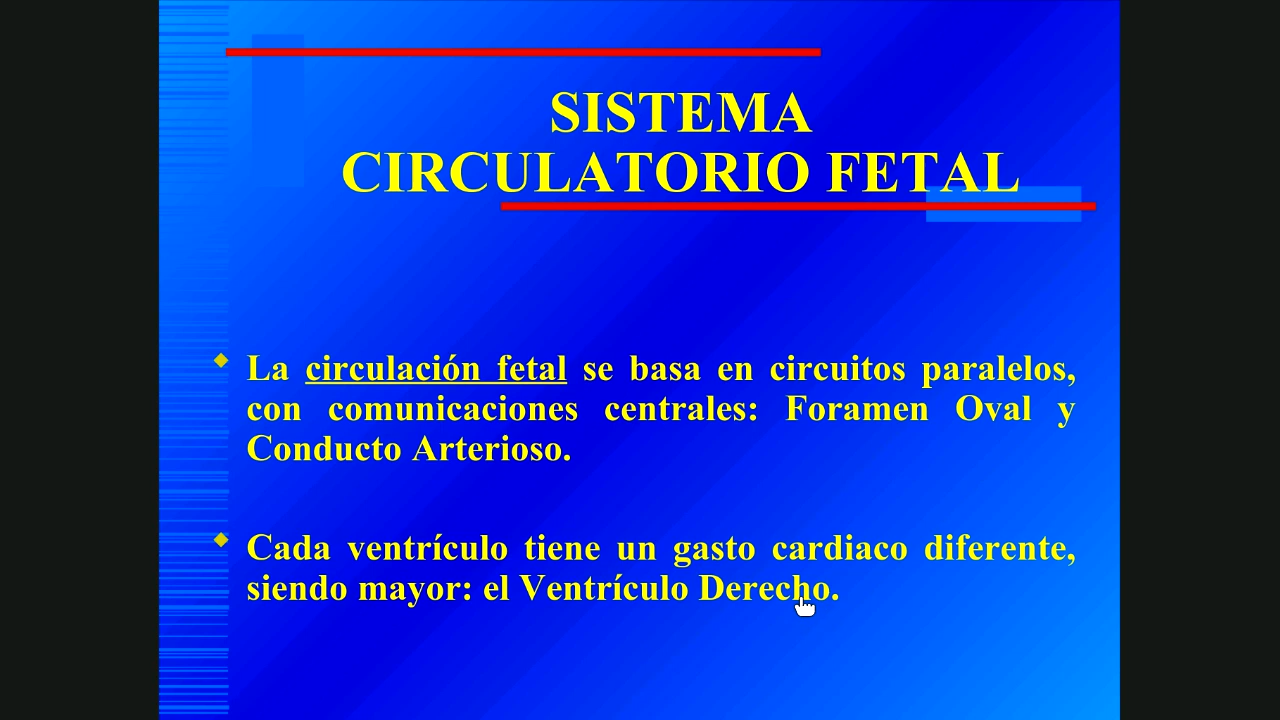 SISTEMA
CIRCULATORIO FETAL
La circulación fetal se basa en circuitos paralelos,
con comunicaciones centrales: Foramen Oval y
Conducto Arterioso.
Cada ventrículo tiene un gasto cardiaco diferente,
siendo mayor: el Ventrículo Derecho.